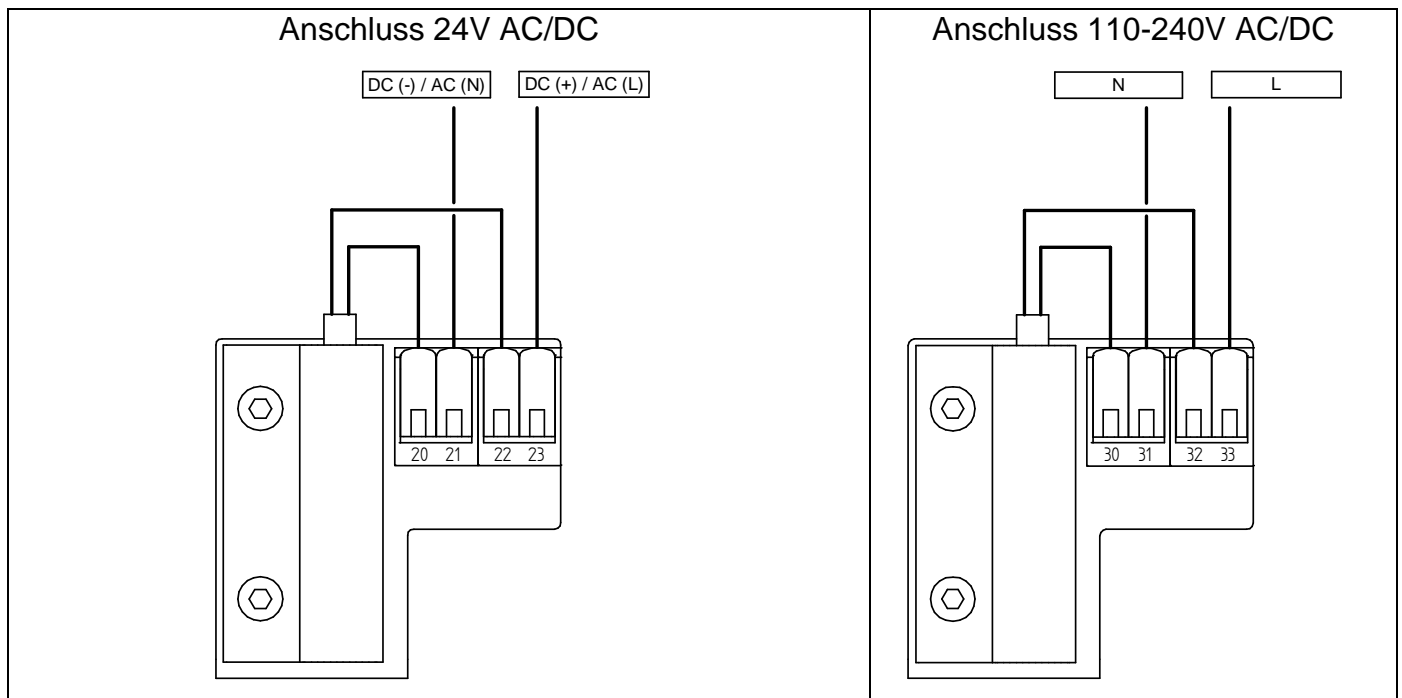 Anschluss 24V AC/DC
DC (-) / AC (N) DC (+) / AC (L)
20 21 22 23
Anschluss 110-240V AC/DC
N L
30 31 32 33